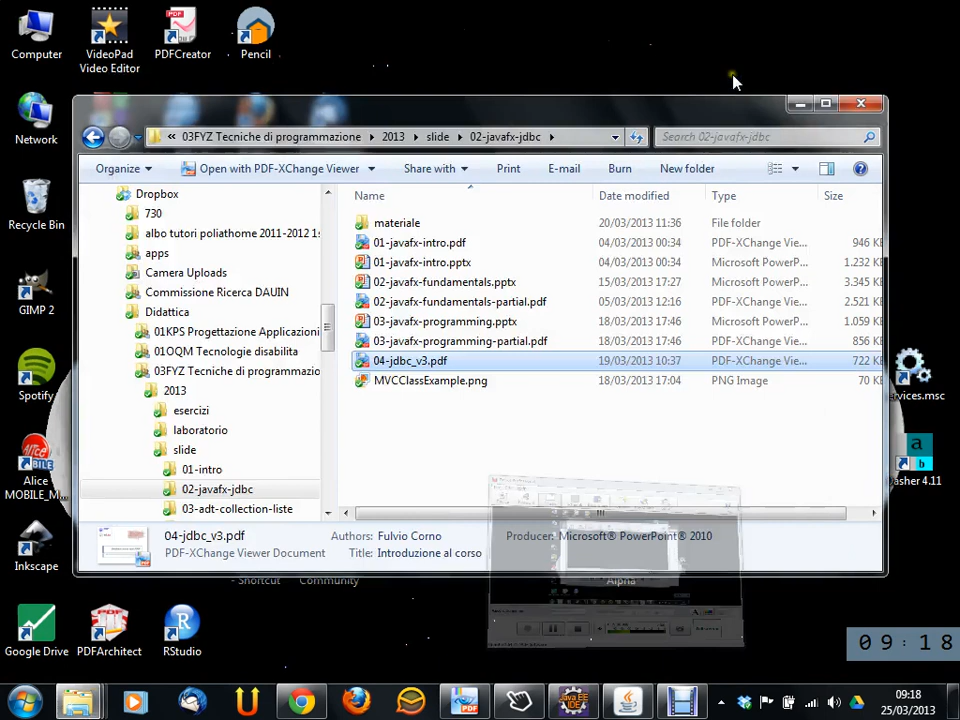 Computer
VideoPad
Video Editor
PDFCreator
Pencil
Network
Recycle Bin
GIMP 2
Spotify
Alice
MOBILE_M...
Inkscape
Google Drive
PDFArchitect
RStudio
« 03FYZ Tecniche di programmazione 2013 slide 02-javafx-jdbc
Search 02-javafx-jdbc
Organize Open with PDF-XChange Viewer Share with Print E-mail Burn New folder
Dropbox
730
albo tutori poliathome 2011-2012 1s
apps
Camera Uploads
Commissione Ricerca DAUIN
Didattica
01KPS Progettazione Applicazioni
01OQM Tecnologie disabilita
03FYZ Tecniche di programmazio
2013
esercizi
laboratorio
slide
01-intro
02-javafx-jdbc
03-adt-collection-liste
Name Date modified Type Size
materiale 20/03/2013 11:36 File folder
01-javafx-intro.pdf 04/03/2013 00:34 PDF-XChange Vie... 946 KB
01-javafx-intro.pptx 04/03/2013 00:34 Microsoft PowerP... 1.232 KB
02-javafx-fundamentals.pptx 15/03/2013 17:27 Microsoft PowerP... 3.345 KB
02-javafx-fundamentals-partial.pdf 05/03/2013 12:16 PDF-XChange Vie... 2.521 KB
03-javafx-programming.pptx 18/03/2013 17:46 Microsoft PowerP... 1.059 KB
03-javafx-programming-partial.pdf 18/03/2013 17:46 PDF-XChange Vie... 856 KB
04-jdbc_v3.pdf 19/03/2013 10:37 PDF-XChange Vie... 722 KB
MVCClassExample.png 18/03/2013 17:04 PNG Image 70 KB
04-jdbc_v3.pdf Authors: Fulvio Corno Producer: Microsoft® PowerPoint® 2010
PDF-XChange Viewer Document Title: Introduzione al corso
- Shortcut
Community
Alpha
ervices.msc
a
b
Dasher 4.11
09:18
Java EE
IDE
09:18
25/03/2013